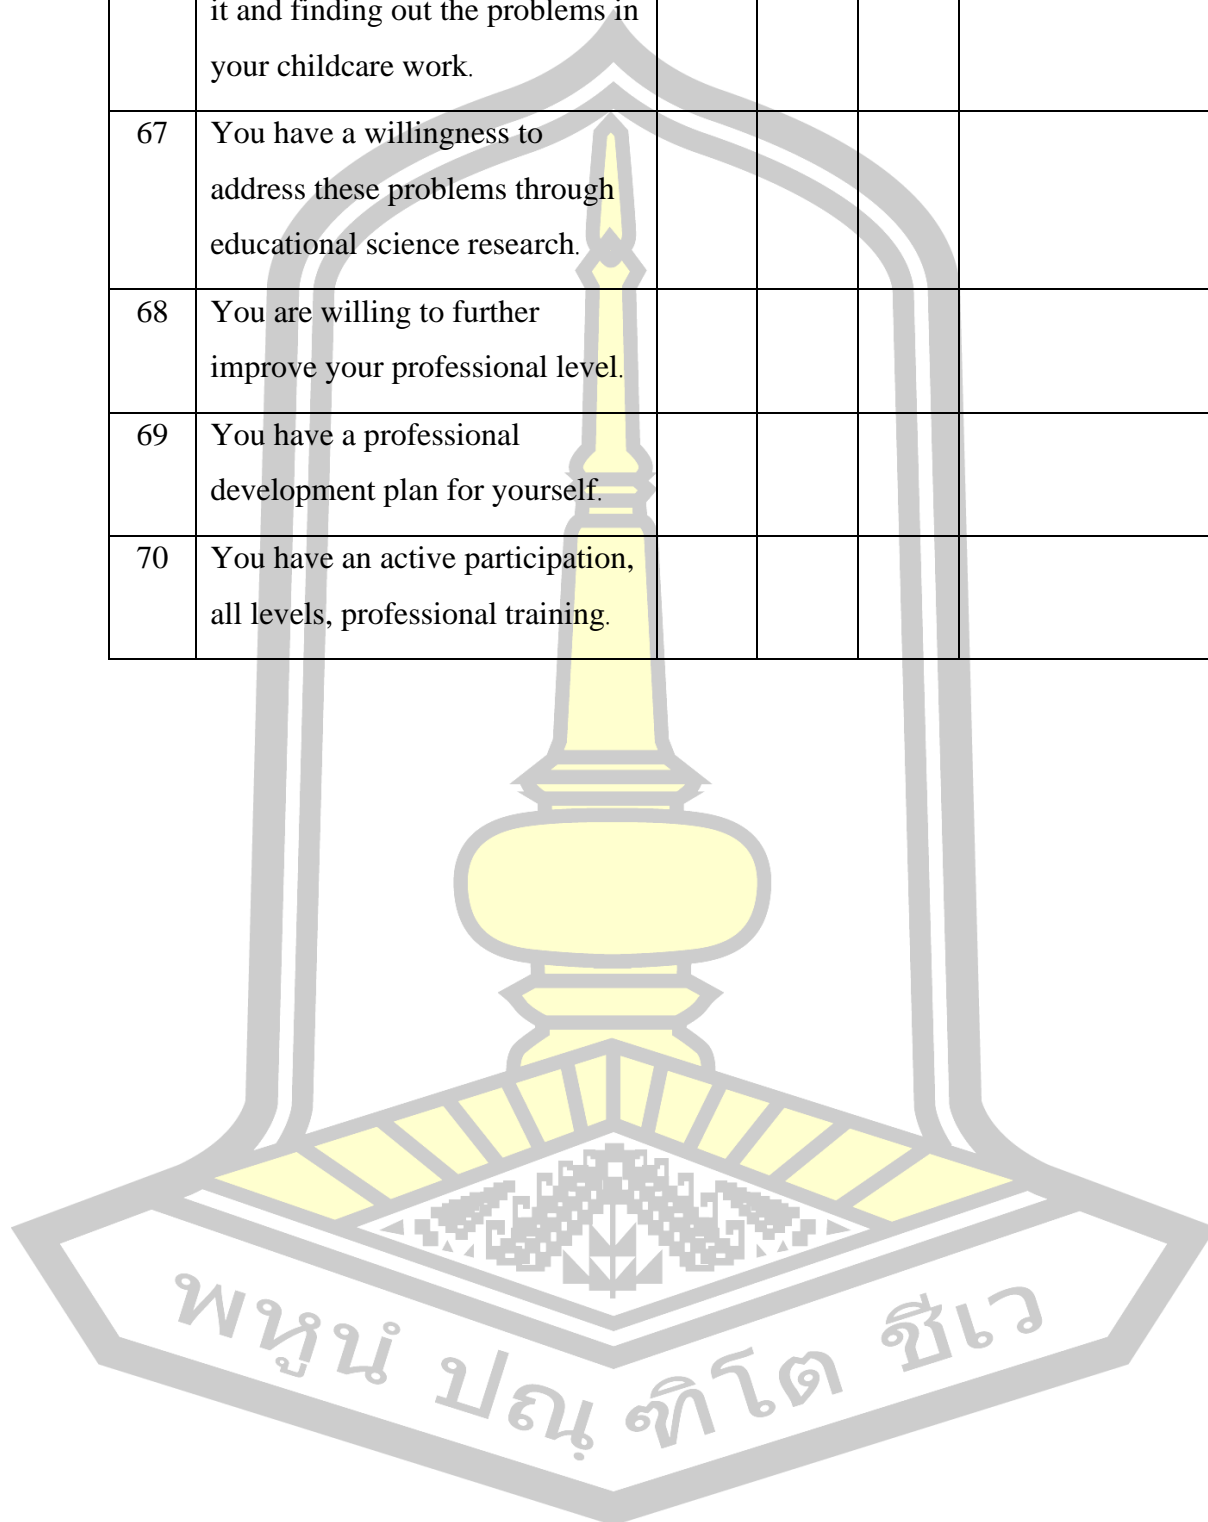 it and finding out the problems in
your childcare work.
67 You have a willingness to
address these problems through
educational science research.
68 You are willing to further
improve your professional level.
69 You have a professional
development plan for yourself.
70 You have an active participation,
all levels, professional training.
พหูนํ ปณฺฑิโต ชีเว